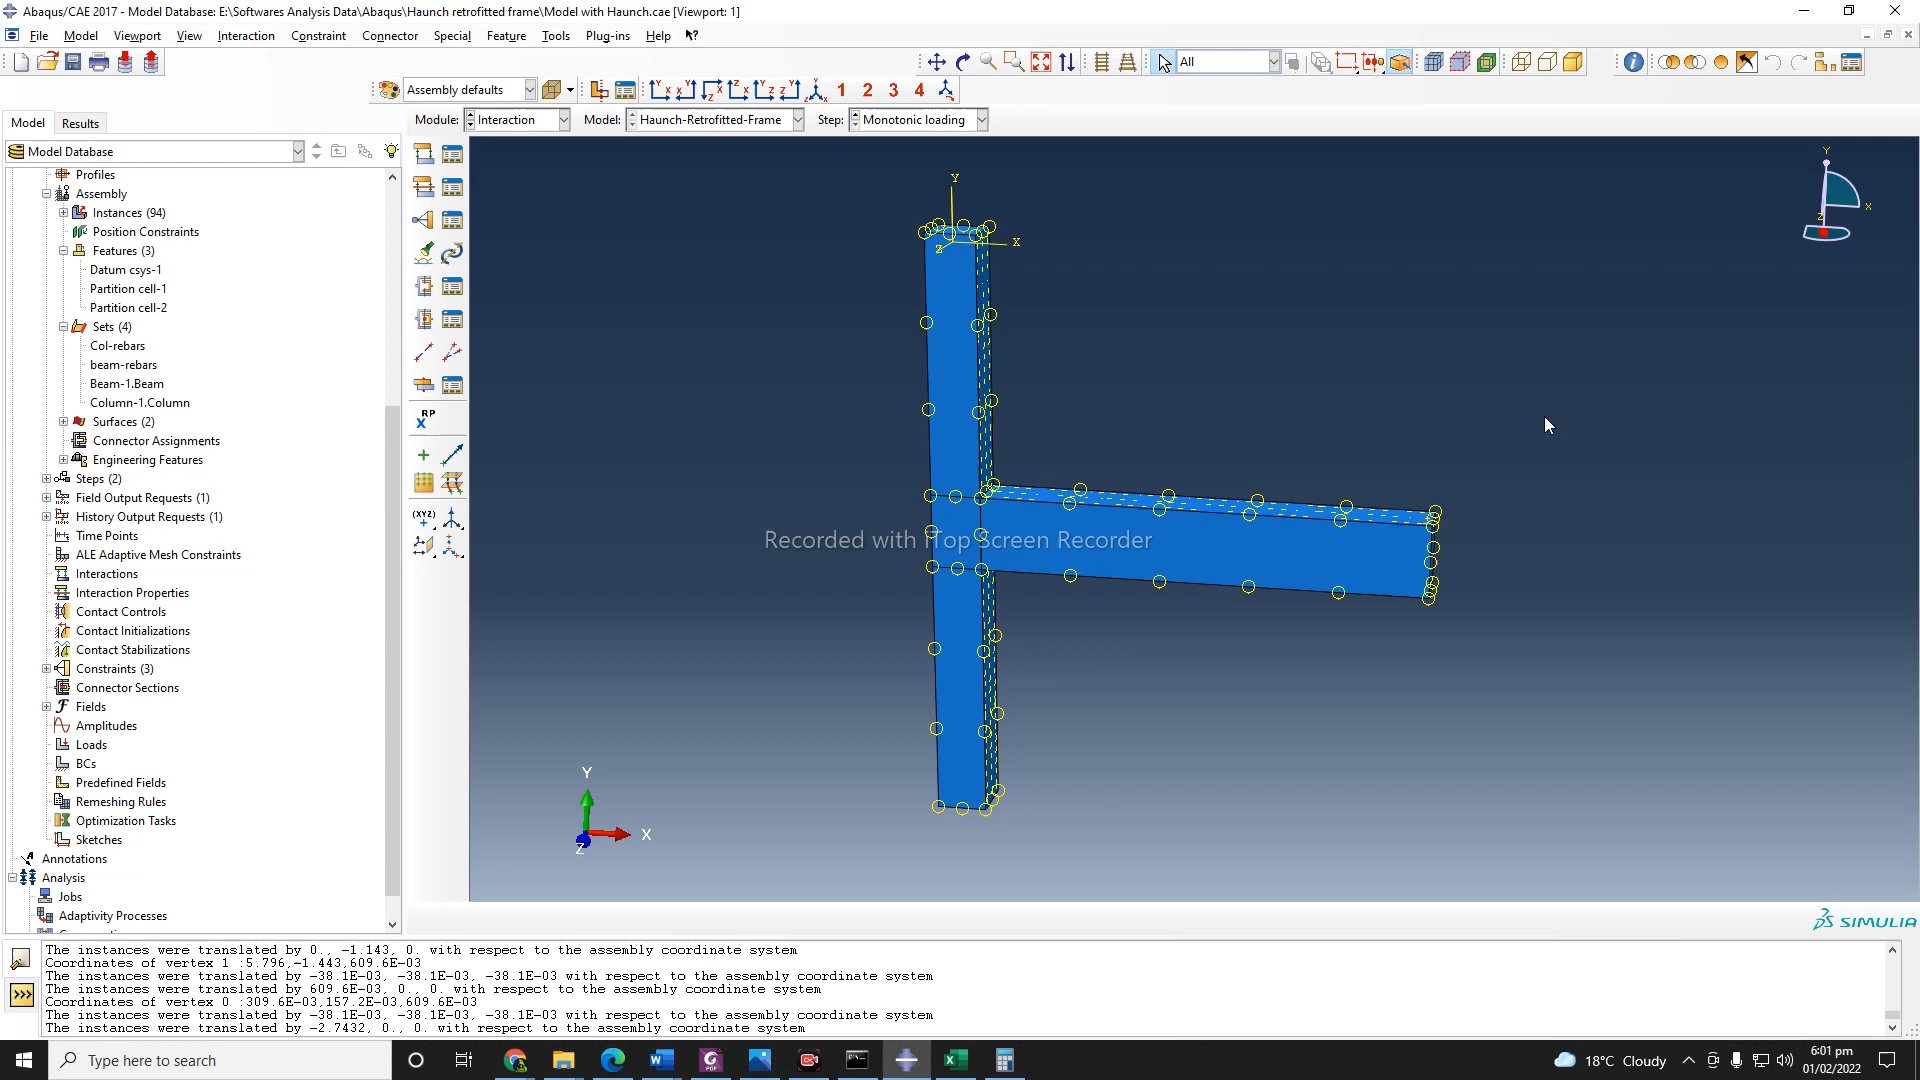 Abaqus/CAE 2017 - Model Database: E:\Softwares Analysis Data\Abaqus\Haunch retrofitted frame\Model with Haunch.cae [Viewport: 1]
File Model Viewport View Interaction Constraint Connector Special Feature Tools Plug-ins Help
All
Assembly defaults
1 2 3 4
Model Results
Module: Interaction Model: Haunch-Retrofitted-Frame Step: Monotonic loading
Model Database
Profiles
Assembly
Instances (94)
Position Constraints
Features (3)
Datum csys-1
Partition cell-1
Partition cell-2
Sets (4)
Col-rebars
beam-rebars
Beam-1.Beam
Column-1.Column
Surfaces (2)
Connector Assignments
Engineering Features
Steps (2)
Field Output Requests (1)
History Output Requests (1)
Time Points
ALE Adaptive Mesh Constraints
Interactions
Interaction Properties
Contact Controls
Contact Initializations
Contact Stabilizations
Constraints (3)
Connector Sections
Fields
Amplitudes
Loads
BCs
Predefined Fields
Remeshing Rules
Optimization Tasks
Sketches
Annotations
Analysis
Jobs
Adaptivity Processes
RP
(XYZ)
Y
X
Z
Y
X
Z
Recorded with iTop Screen Recorder
Y
X
Z
SIMULIA
The instances were translated by 0., -1.143, 0. with respect to the assembly coordinate system
Coordinates of vertex 1 :5.796,-1.443,609.6E-03
The instances were translated by -38.1E-03, -38.1E-03, -38.1E-03 with respect to the assembly coordinate system
The instances were translated by 609.6E-03, 0., 0. with respect to the assembly coordinate system
Coordinates of vertex 0 :309.6E-03,157.2E-03,609.6E-03
The instances were translated by -38.1E-03, -38.1E-03, -38.1E-03 with respect to the assembly coordinate system
The instances were translated by -2.7432, 0., 0. with respect to the assembly coordinate system
Type here to search
18°C Cloudy
6:01 pm
01/02/2022